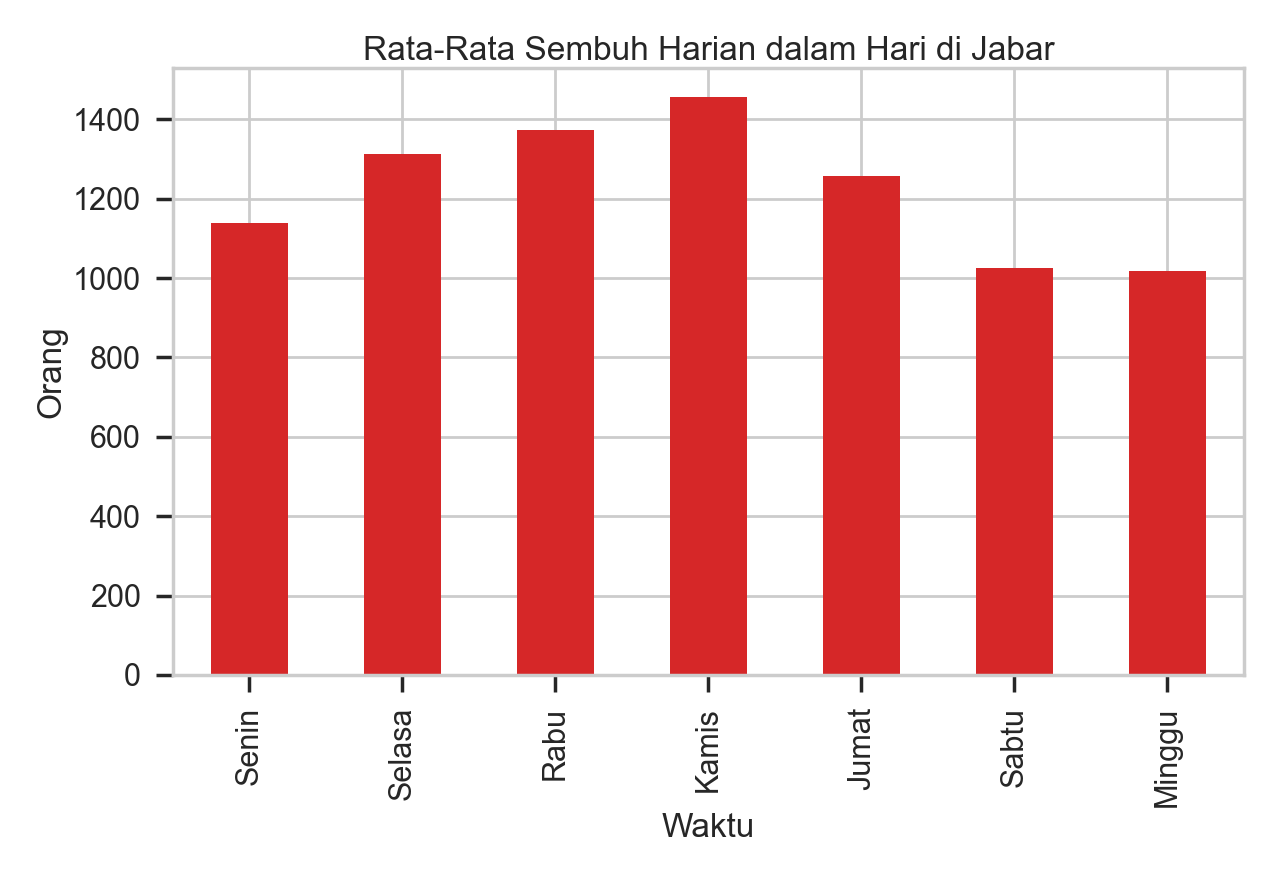 Rata-Rata Sembuh Harian dalam Hari di Jabar
1400
1200
1000
800
600
400
200
0
Orang
Senin
Selasa
Rabu
Kamis
Jumat
Sabtu
Minggu
Waktu